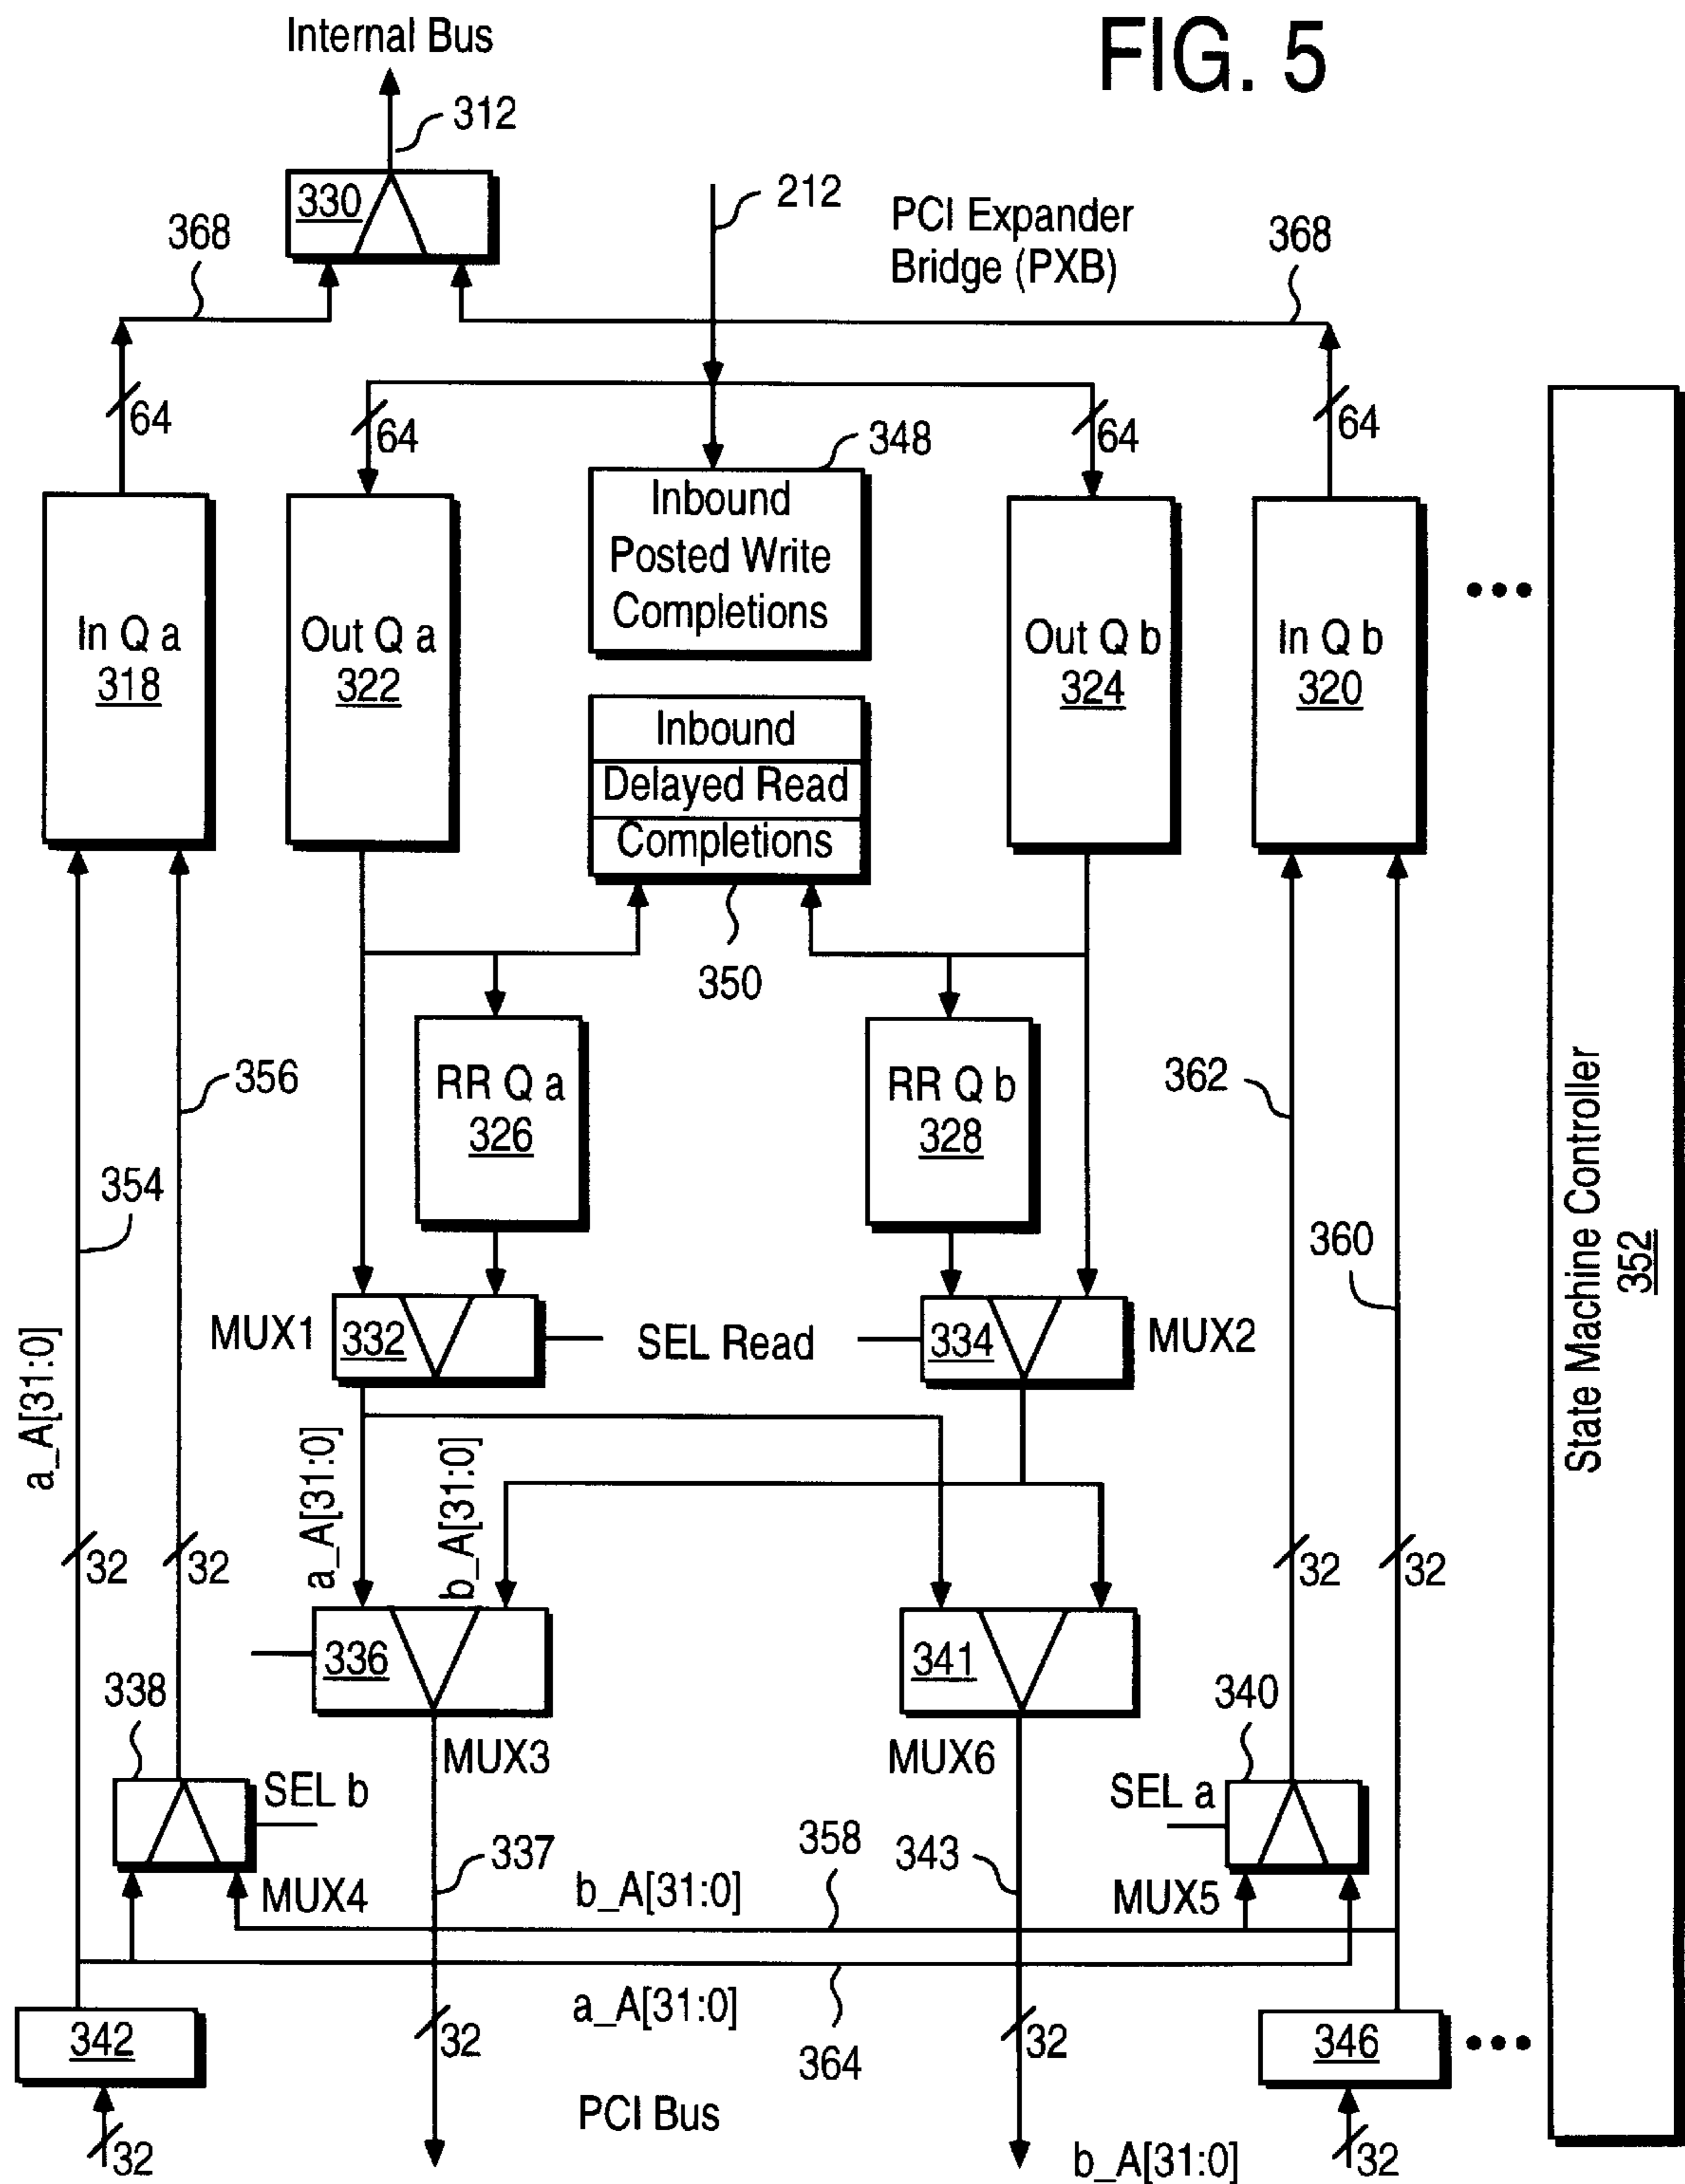 FIG. 5
Internal Bus
312
330
212
PCI Expander
Bridge (PXB)
368
368
64
64
64
64
348
Inbound
Posted Write
Completions
In Q a
318
Out Q a
322
Out Q b
324
In Q b
320
Inbound
Delayed Read
Completions
350
RR Q a
326
RR Q b
328
356
362
354
360
State Machine Controller
352
MUX1
332
SEL Read
334
MUX2
a_A[31:0]
a_A[31:0]
b_A[31:0]
32
32
32
32
336
341
338
340
MUX3
MUX6
SEL b
SEL a
MUX4
337
358
343
MUX5
b_A[31:0]
a_A[31:0]
364
342
346
32
32
PCI Bus
32
b_A[31:0]
32